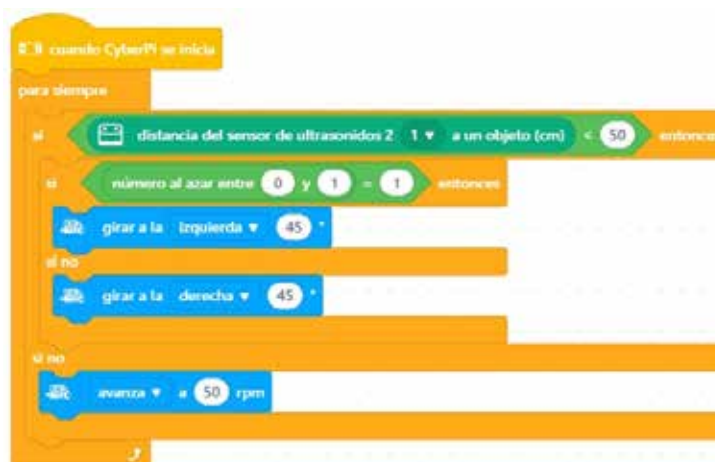 cuando CyberPi se inicia
para siempre
si distancia del sensor de ultrasonidos 2 1 a un objeto (cm) < 50 entonces
si número al azar entre 0 y 1 = 1 entonces
girar a la izquierda 45 °
si no
girar a la derecha 45 °
si no
avanza a 50 rpm